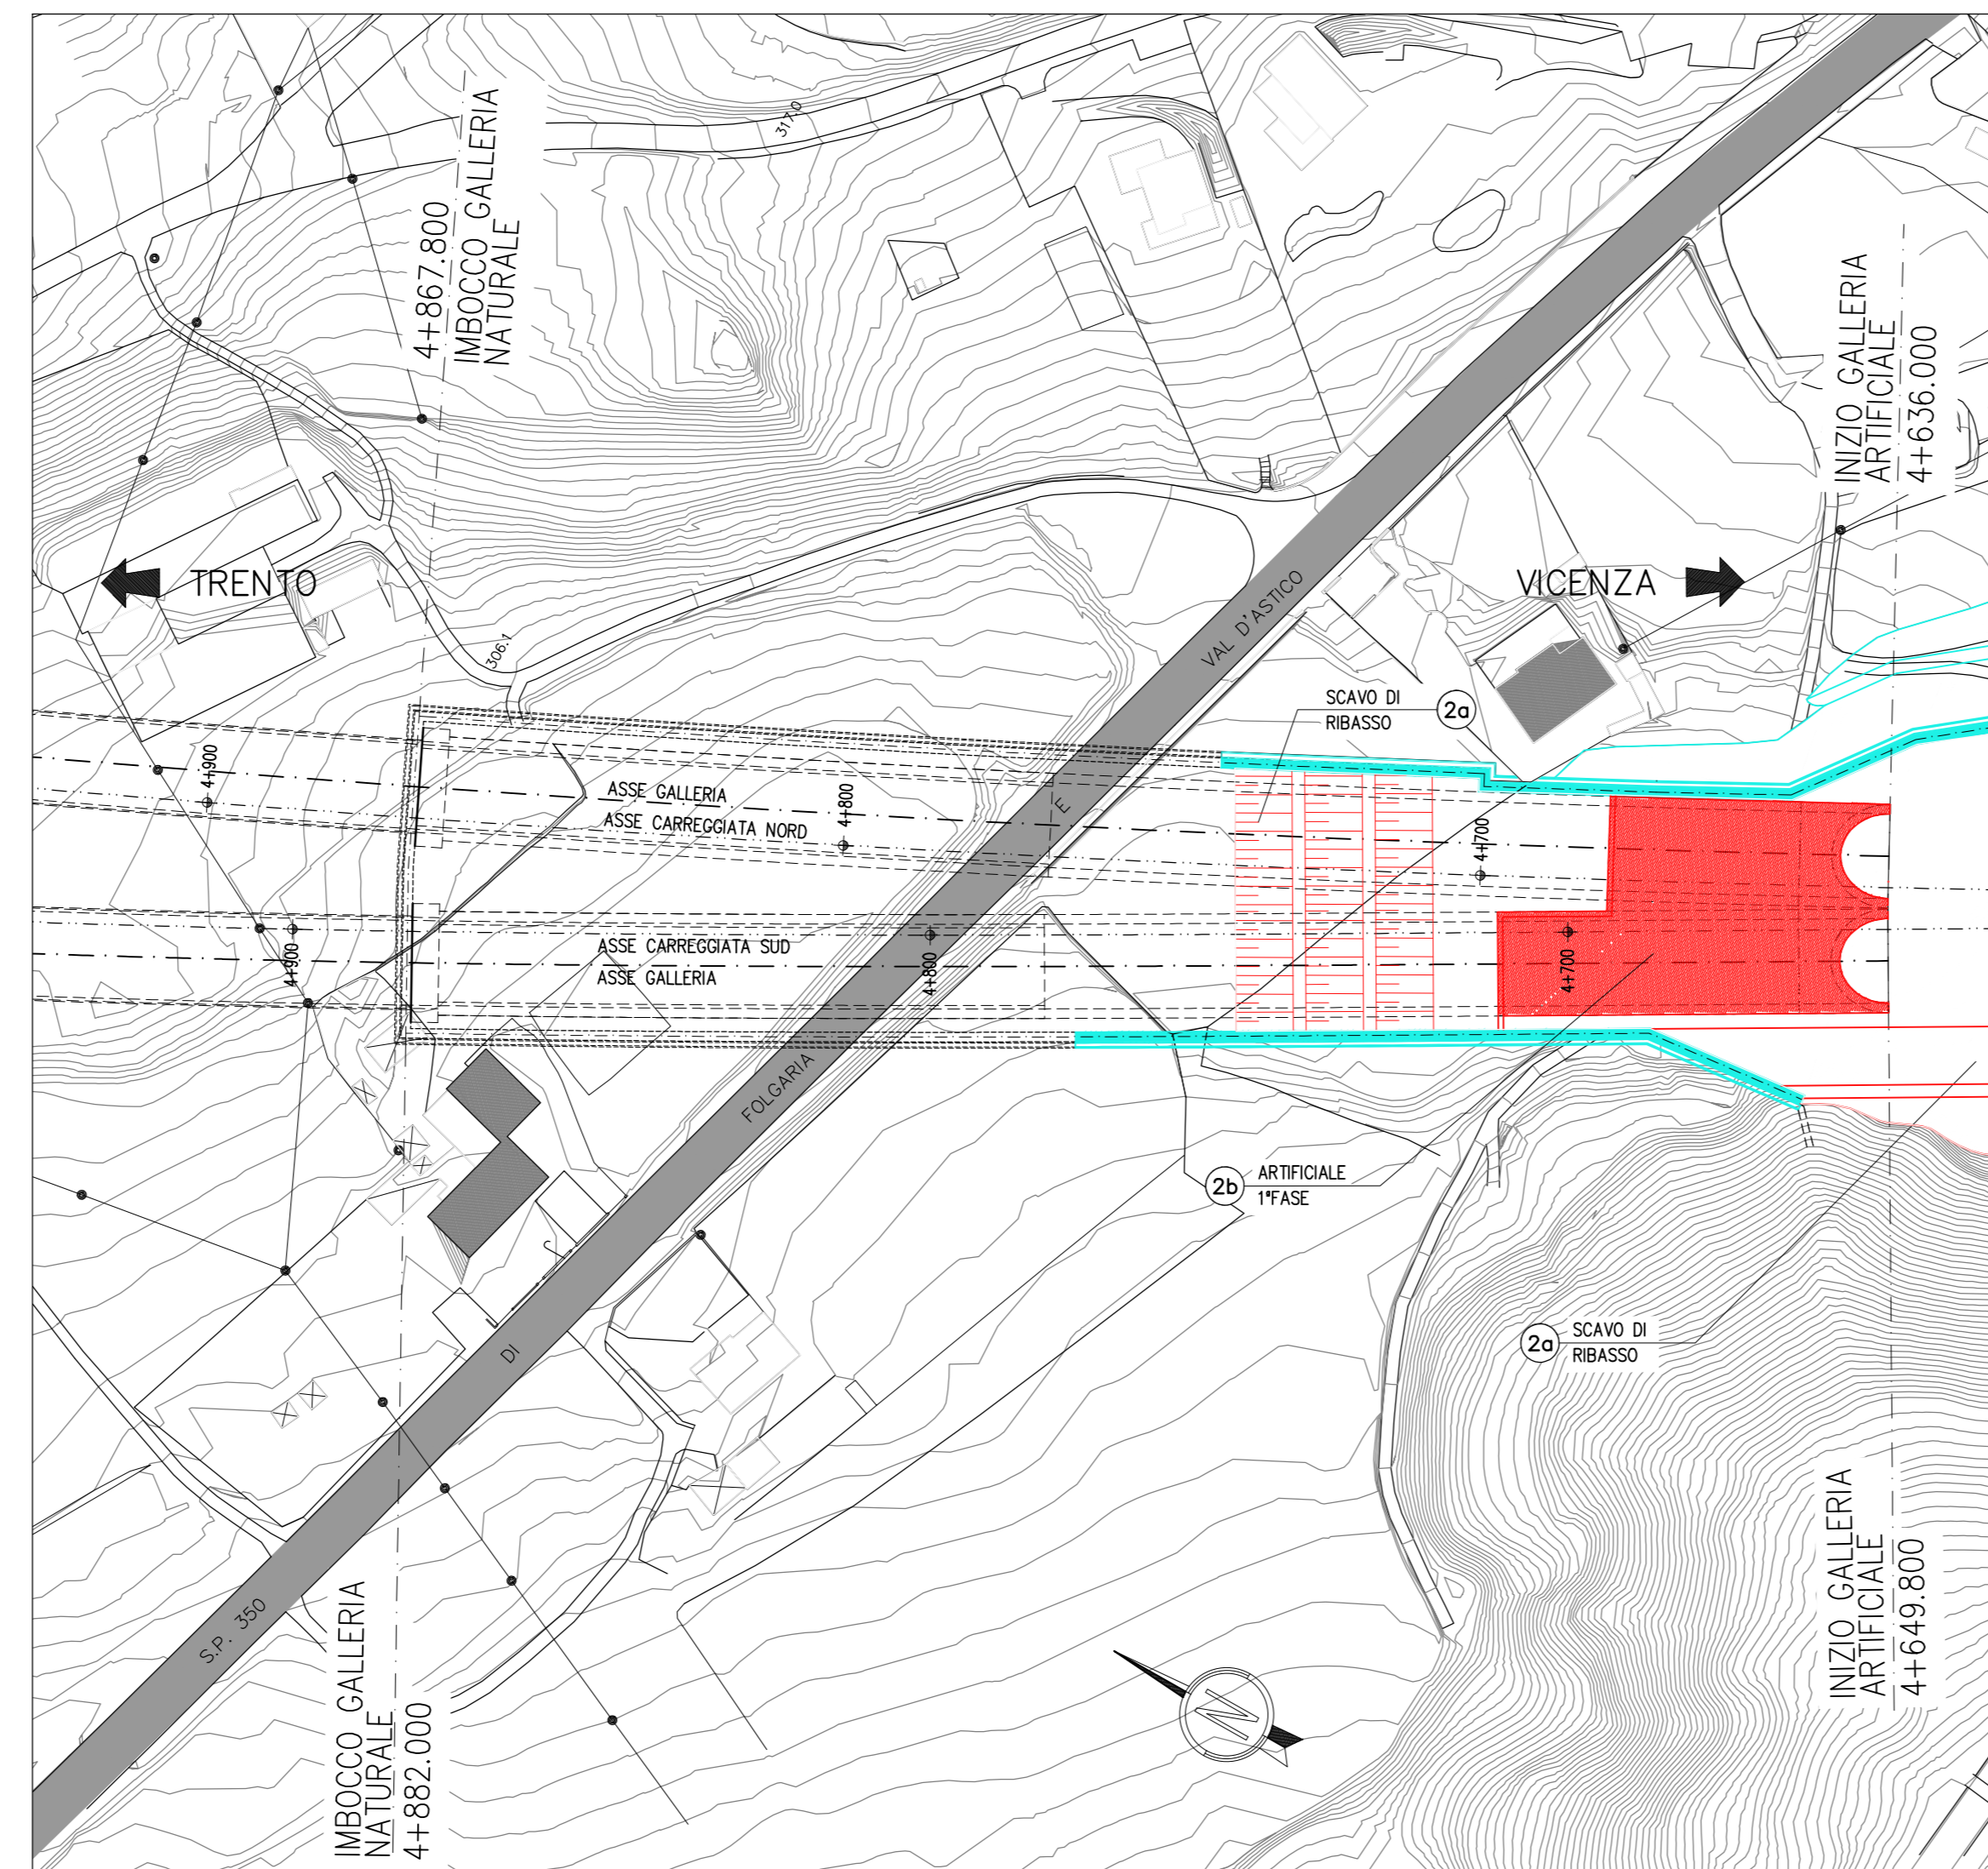 317.0
4+867.800
IMBOCCO GALLERIA
NATURALE
INIZIO GALLERIA
ARTIFICIALE
4+636.000
TRENTO
VICENZA
306.1
VAL D'ASTICO
E
FOLGARIA
DI
S.P. 350
SCAVO DI
RIBASSO
2a
4+900
ASSE GALLERIA
ASSE CARREGGIATA NORD
4+800
4+700
4+900
ASSE CARREGGIATA SUD
ASSE GALLERIA
4+800
4+700
2b
ARTIFICIALE
1ªFASE
2a
SCAVO DI
RIBASSO
IMBOCCO GALLERIA
NATURALE
4+882.000
N
INIZIO GALLERIA
ARTIFICIALE
4+649.800